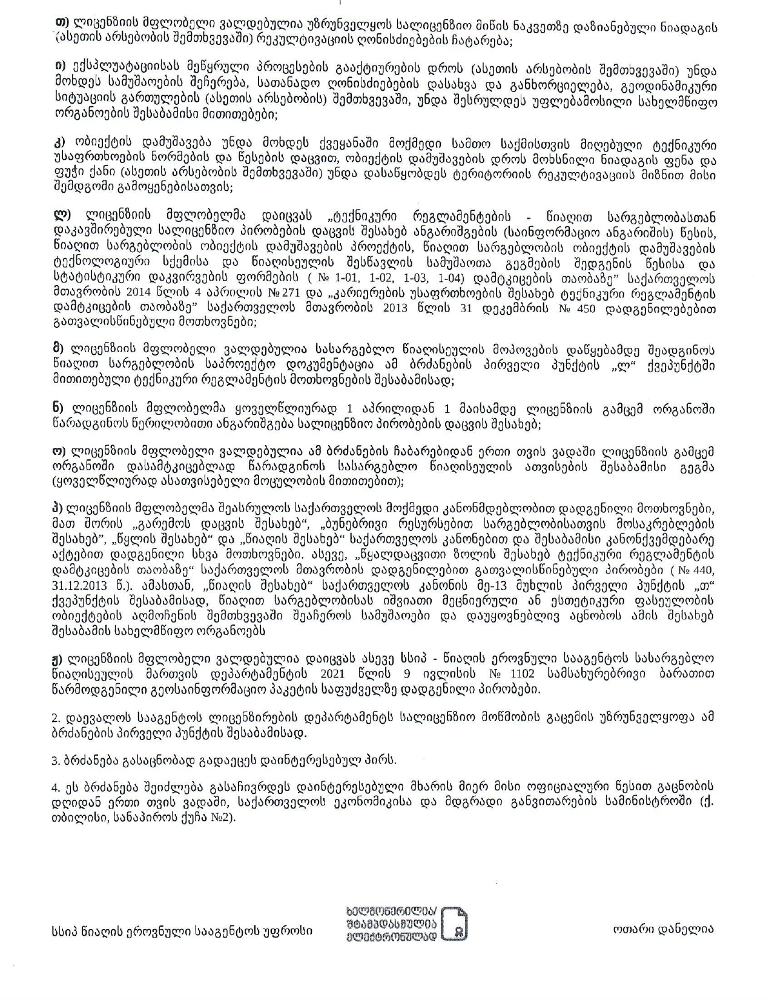 თ) ლიცენზიის მფლობელი ვალდებულია უზრუნველყოს სალიცენზიო მიწის ნაკვეთზე დაზიანებული ნიადაგის
(ასეთის არსებობის შემთხვევაში) რეკულტივაციის ღონისძიებების ჩატარება;
ი) ექსპლუატაციისას მეწყრული პროცესების გააქტიურების დროს (ასეთის არსებობის შემთხვევაში) უნდა
მოხდეს სამუშაოების შეჩერება, სათანადო ღონისძიებების დასახვა და განხორციელება, გეოდინამიკური
სიტუაციის გართულების (ასეთის არსებობის) შემთხვევაში, უნდა შესრულდეს უფლებამოსილი სახელმწიფო
ორგანოების შესაბამისი მითითებები;
კ) ობიექტის დამუშავება უნდა მოხდეს ქვეყანაში მოქმედი სამთო საქმისთვის მიღებული ტექნიკური
უსაფრთხოების ნორმების და წესების დაცვით, ობიექტის დამუშავების დროს მოხსნილი ნიადაგის ფენა და
ფუჭი ქანი (ასეთის არსებობის შემთხვევაში) უნდა დასაწყობდეს ტერიტორიის რეკულტივაციის მიზნით მისი
შემდგომი გამოყენებისათვის;
ლ) ლიცენზიის მფლობელმა დაიცვას „ტექნიკური რეგლამენტების - წიაღით სარგებლობასთან
დაკავშირებული სალიცენზიო პირობების დაცვის შესახებ ანგარიშგების (საინფორმაციო ანგარიშის) წესის,
წიაღით სარგებლობის ობიექტის დამუშავების პროექტის, წიაღით სარგებლობის ობიექტის დამუშავების
ტექნოლოგიური სქემისა და წიაღისეულის შესწავლის სამუშაოთა გეგმების შედგენის წესისა და
სტატისტიკური დაკვირვების ფორმების ( № 1-01, 1-02, 1-03, 1-04) დამტკიცების თაობაზე” საქართველოს
მთავრობის 2014 წლის 4 აპრილის №271 და „კარიერების უსაფრთხოების შესახებ ტექნიკური რეგლამენტის
დამტკიცების თაობაზე” საქართველოს მთავრობის 2013 წლის 31 დეკემბრის № 450 დადგენილებებით
გათვალისწინებული მოთხოვნები;
მ) ლიცენზიის მფლობელი ვალდებულია სასარგებლო წიაღისეულის მოპოვების დაწყებამდე შეადგინოს
წიაღით სარგებლობის საპროექტო დოკუმენტაცია ამ ბრძანების პირველი პუნქტის „ლ“ ქვეპუნქტში
მითითებული ტექნიკური რეგლამენტის მოთხოვნების შესაბამისად;
ნ) ლიცენზიის მფლობელმა ყოველწლიურად 1 აპრილიდან 1 მაისამდე ლიცენზიის გამცემ ორგანოში
წარადგინოს წერილობითი ანგარიშგება სალიცენზიო პირობების დაცვის შესახებ;
ო) ლიცენზიის მფლობელი ვალდებულია ამ ბრძანების ჩაბარებიდან ერთი თვის ვადაში ლიცენზიის გამცემ
ორგანოში დასამტკიცებლად წარადგინოს სასარგებლო წიაღისეულის ათვისების შესაბამისი გეგმა
(ყოველწლიურად ასათვისებელი მოცულობის მითითებით);
პ) ლიცენზიის მფლობელმა შეასრულოს საქართველოს მოქმედი კანონმდებლობით დადგენილი მოთხოვნები,
მათ შორის „გარემოს დაცვის შესახებ“, „ბუნებრივი რესურსებით სარგებლობისათვის მოსაკრებლების
შესახებ”, „წყლის შესახებ“ და „წიაღის შესახებ“ საქართველოს კანონებით და შესაბამისი კანონქვემდებარე
აქტებით დადგენილი სხვა მოთხოვნები. ასევე, „წყალდაცვითი ზოლის შესახებ ტექნიკური რეგლამენტის
დამტკიცების თაობაზე“ საქართველოს მთავრობის დადგენილებით გათვალისწინებული პირობები ( № 440,
31.12.2013 წ.). ამასთან, „წიაღის შესახებ“ საქართველოს კანონის მე-13 მუხლის პირველი პუნქტის „თ“
ქვეპუნქტის შესაბამისად, წიაღით სარგებლობისას იშვიათი მეცნიერული ან ესთეტიკური ფასეულობის
ობიექტების აღმოჩენის შემთხვევაში შეაჩეროს სამუშაოები და დაუყოვნებლივ აცნობოს ამის შესახებ
შესაბამის სახელმწიფო ორგანოებს
ჟ) ლიცენზიის მფლობელი ვალდებულია დაიცვას ასევე სსიპ - წიაღის ეროვნული სააგენტოს სასარგებლო
წიაღისეულის მართვის დეპარტამენტის 2021 წლის 9 ივლისის № 1102 სამსახურებრივი ბარათით
წარმოდგენილი გეოსაინფორმაციო პაკეტის საფუძველზე დადგენილი პირობები.
2. დაევალოს სააგენტოს ლიცენზირების დეპარტამენტს სალიცენზიო მოწმობის გაცემის უზრუნველყოფა ამ
ბრძანების პირველი პუნქტის შესაბამისად.
3. ბრძანება გასაცნობად გადაეცეს დაინტერესებულ პირს.
4. ეს ბრძანება შეიძლება გასაჩივრდეს დაინტერესებული მხარის მიერ მისი ოფიციალური წესით გაცნობის
დღიდან ერთი თვის ვადაში, საქართველოს ეკონომიკისა და მდგრადი განვითარების სამინისტროში (ქ.
თბილისი, სანაპიროს ქუჩა №2).
სსიპ წიაღის ეროვნული სააგენტოს უფროსი
ხელმოწერილია/
შტამპდასმულია
ელექტრონულად
ოთარი დანელია